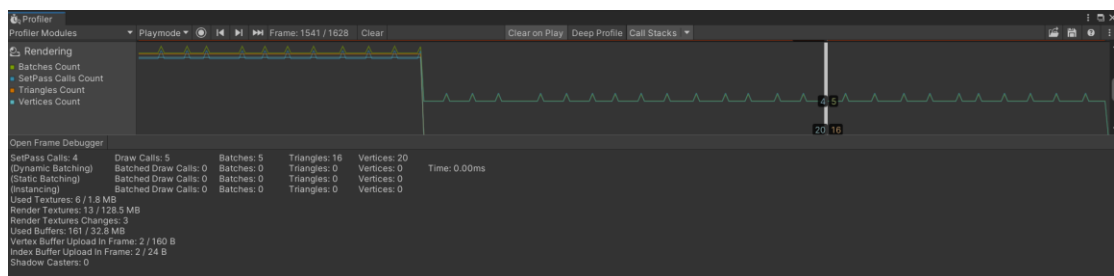 Profiler
Profiler Modules Playmode Frame: 1541 / 1628 Clear Clear on Play Deep Profile Call Stacks
Rendering
Batches Count
SetPass Calls Count
Triangles Count
Vertices Count
4 5
20 16
Open Frame Debugger
SetPass Calls: 4 Draw Calls: 5 Batches: 5 Triangles: 16 Vertices: 20
(Dynamic Batching) Batched Draw Calls: 0 Batches: 0 Triangles: 0 Vertices: 0 Time: 0.00ms
(Static Batching) Batched Draw Calls: 0 Batches: 0 Triangles: 0 Vertices: 0
(Instancing) Batched Draw Calls: 0 Batches: 0 Triangles: 0 Vertices: 0
Used Textures: 6 / 1.8 MB
Render Textures: 13 / 128.5 MB
Render Textures Changes: 3
Used Buffers: 161 / 32.8 MB
Vertex Buffer Upload In Frame: 2 / 160 B
Index Buffer Upload In Frame: 2 / 24 B
Shadow Casters: 0